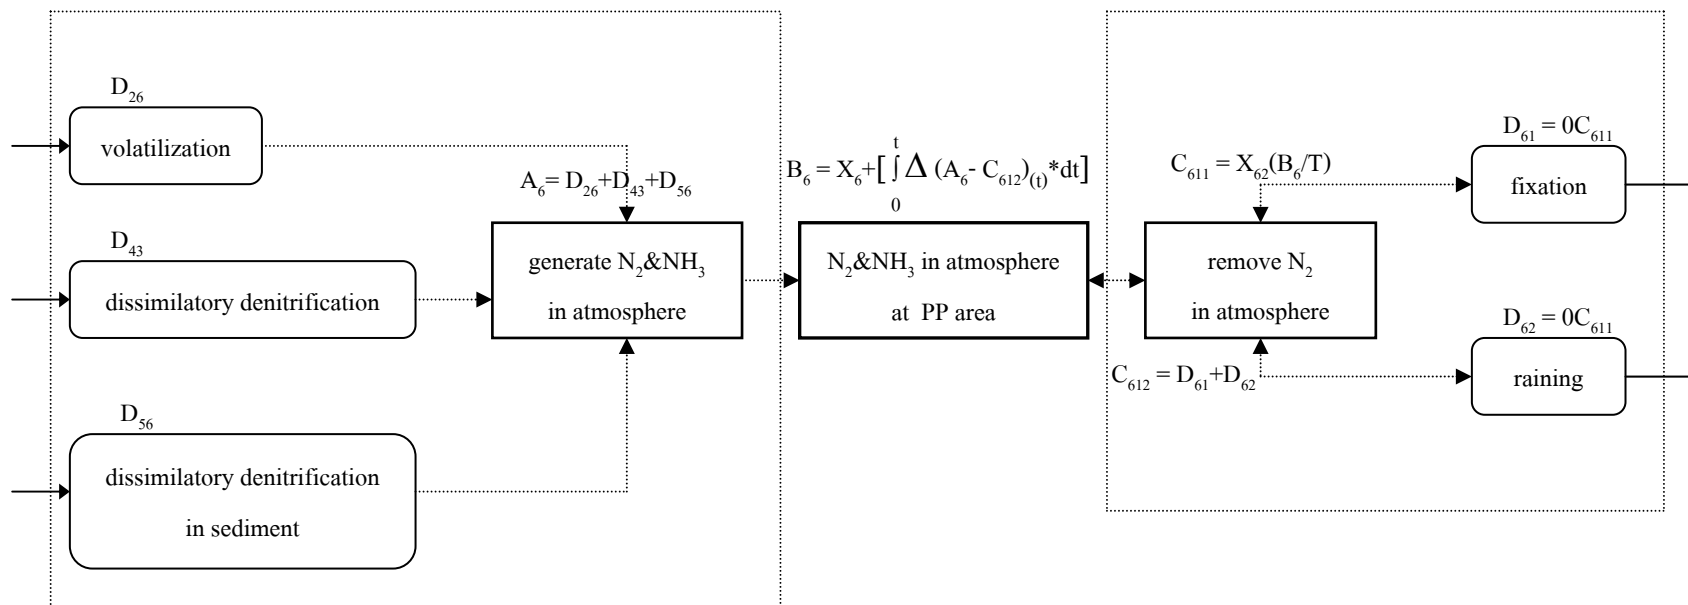 D₂₆
volatilization
A₆= D₂₆+D₄₃+D₅₆
D₄₃
dissimilatory denitrification
generate N₂&NH₃
in atmosphere
D₅₆
dissimilatory denitrification
in sediment
t
B₆ = X₆+[ ∫ Δ (A₆- C₆₁₂)₍t₎*dt]
0
N₂&NH₃ in atmosphere
at PP area
C₆₁₁ = X₆₂(B₆/T)
remove N₂
in atmosphere
C₆₁₂ = D₆₁+D₆₂
D₆₁ = 0C₆₁₁
fixation
D₆₂ = 0C₆₁₁
raining